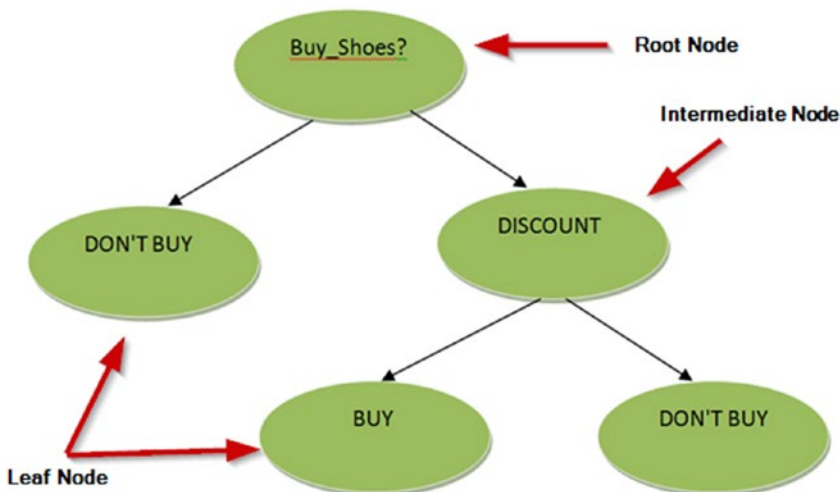 Buy_Shoes?
Root Node
Intermediate Node
DON'T BUY
DISCOUNT
BUY
DON'T BUY
Leaf Node